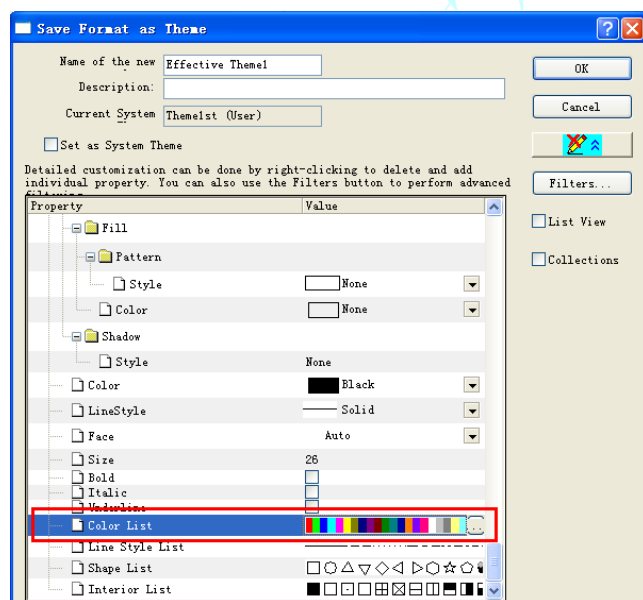 Save Format as Theme
Name of the new
Effective Theme1
OK
Description:
Current System
Theme1st (User)
Cancel
Set as System Theme
Detailed customization can be done by right-clicking to delete and add
individual property. You can also use the Filters button to perform advanced
Filters...
Property Value
List View
Fill
Pattern
Collections
Style None
Color None
Shadow
Style None
Color Black
LineStyle Solid
Face Auto
Size 26
Bold
Italic
Underline
Color List ...
Line Style List
Shape List
Interior List